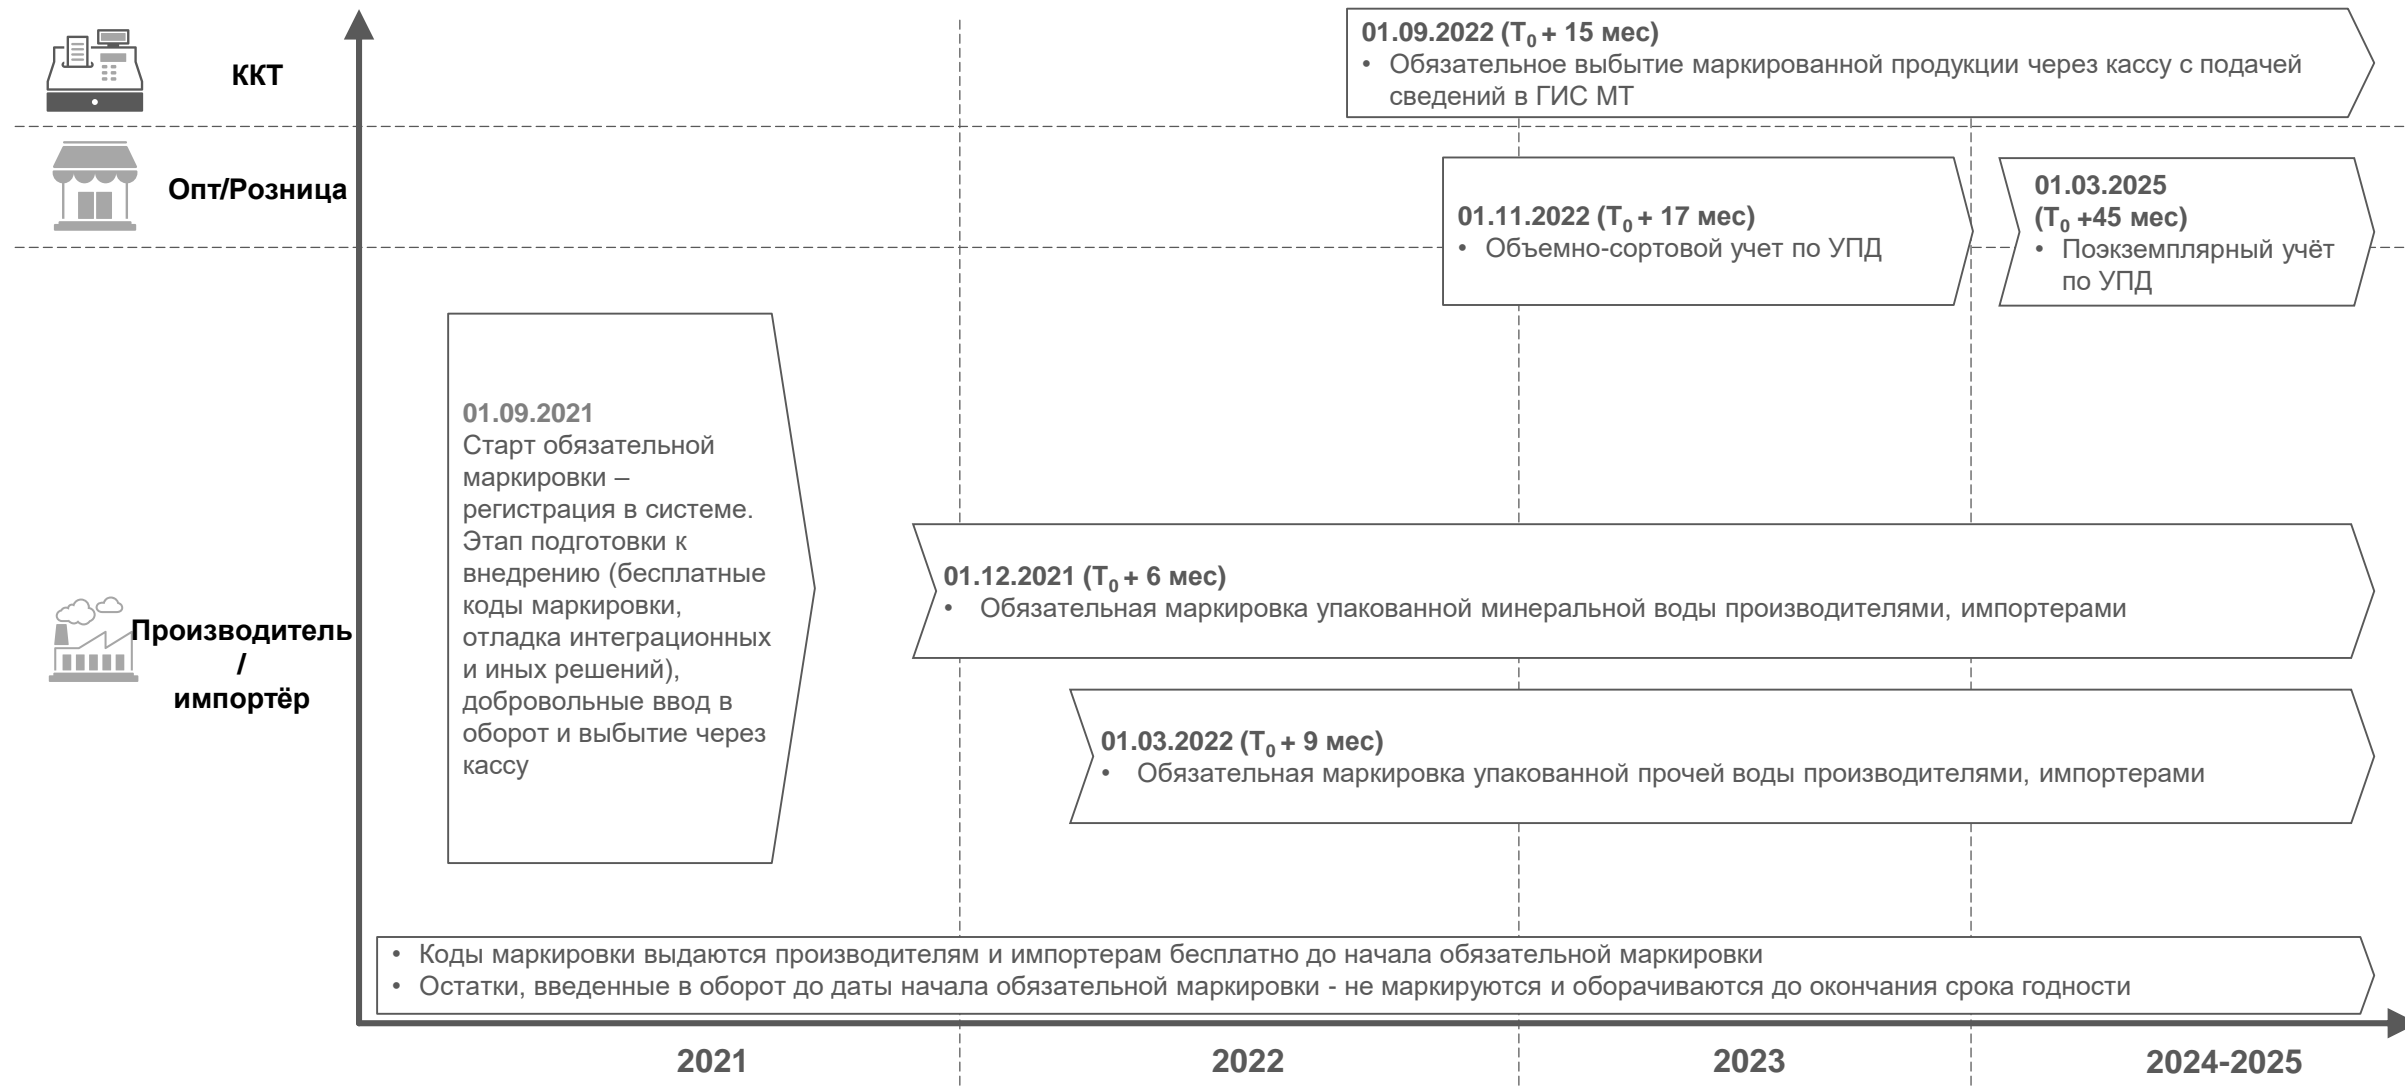 ККТ
01.09.2022 (T0 + 15 мес)
• Обязательное выбытие маркированной продукции через кассу с подачей
сведений в ГИС МТ
Опт/Розница
01.11.2022 (T0 + 17 мес)
• Объемно-сортовой учет по УПД
01.03.2025
(T0 +45 мес)
• Поэкземплярный учёт
по УПД
Производитель
/
импортёр
01.09.2021
Старт обязательной
маркировки –
регистрация в системе.
Этап подготовки к
внедрению (бесплатные
коды маркировки,
отладка интеграционных
и иных решений),
добровольные ввод в
оборот и выбытие через
кассу
01.12.2021 (T0 + 6 мес)
• Обязательная маркировка упакованной минеральной воды производителями, импортерами
01.03.2022 (T0 + 9 мес)
• Обязательная маркировка упакованной прочей воды производителями, импортерами
• Коды маркировки выдаются производителям и импортерам бесплатно до начала обязательной маркировки
• Остатки, введенные в оборот до даты начала обязательной маркировки - не маркируются и оборачиваются до окончания срока годности
2021
2022
2023
2024-2025